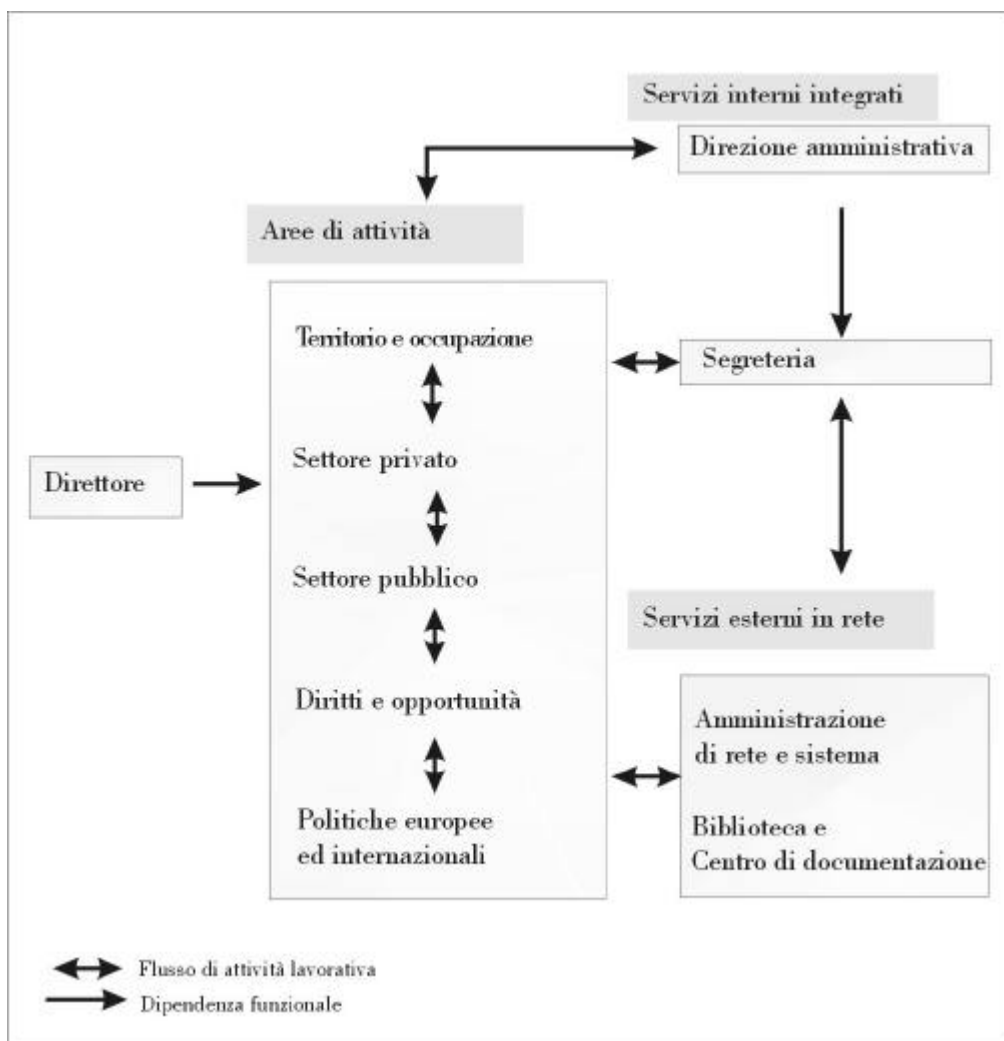 Servizi interni integrati
Direzione amministrativa
Aree di attività
Territorio e occupazione
Segreteria
Settore privato
Direttore
Settore pubblico
Servizi esterni in rete
Diritti e opportunità
Amministrazione
di rete e sistema
Politiche europee
ed internazionali
Biblioteca e
Centro di documentazione
Flusso di attività lavorativa
Dipendenza funzionale